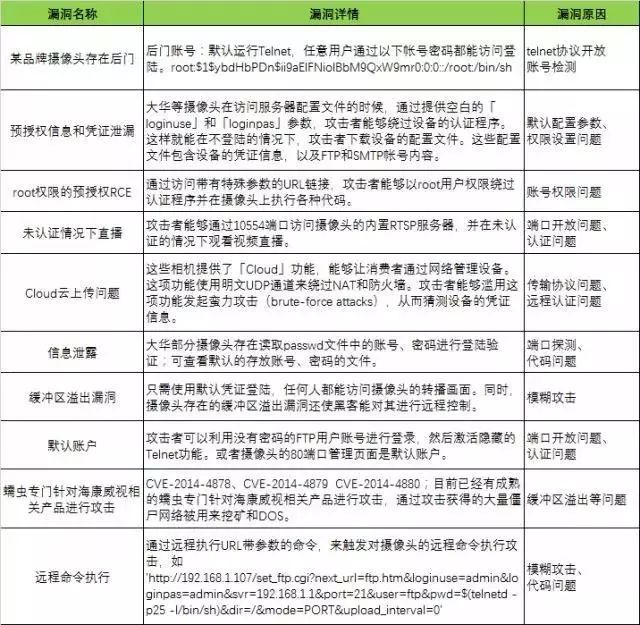 漏洞名称 漏洞详情 漏洞原因
某品牌摄像头存在后门
后门账号：默认运行Telnet，任意用户通过以下帐号密码都能访问登
陆。root:$1$ybdHbPDn$ii9aEIFNiolBbM9QxW9mr0:0:0::/root:/bin/sh
telnet协议开放
账号检测
预授权信息和凭证泄漏
大华等摄像头在访问服务器配置文件的时候，通过提供空白的「
loginuse」和「loginpas」参数，攻击者能够绕过设备的认证程序。
这样就能在不登陆的情况下，攻击者下载设备的配置文件。这些配置
文件包含设备的凭证信息，以及FTP和SMTP帐号内容。
默认配置参数、
权限设置问题
root权限的预授权RCE
通过访问带有特殊参数的URL链接，攻击者能够以root用户权限绕过
认证程序并在摄像头上执行各种代码。
账号权限问题
未认证情况下直播
攻击者能够通过10554端口访问摄像头的内置RTSP服务器，并在未认
证的情况下观看视频直播。
端口开放问题、
认证问题
Cloud云上传问题
这些相机提供了「Cloud」功能，能够让消费者通过网络管理设备。
这项功能使用明文UDP通道来绕过NAT和防火墙。攻击者能够滥用这
项功能发起蛮力攻击（brute-force attacks），从而猜测设备的凭证
信息。
传输协议问题、
远程认证问题
信息泄露
大华部分摄像头存在读取passwd文件中的账号、密码进行登陆验
证；可查看默认的存放账号、密码的文件。
端口探测、
代码问题
缓冲区溢出漏洞
只需使用默认凭证登陆，任何人都能访问摄像头的转播画面。同时，
摄像头存在的缓冲区溢出漏洞还使黑客能对其进行远程控制。
模糊攻击
默认账户
攻击者可以利用没有密码的FTP用户账号进行登录，然后激活隐藏的
Telnet功能。或者摄像头的80端口管理页面是默认账户。
端口开放问题、
认证问题
蠕虫专门针对海康威视相
关产品进行攻击
CVE-2014-4878、CVE-2014-4879 CVE-2014-4880；目前已经有成熟
的蠕虫专门针对海康威视相关产品进行攻击，通过攻击获得的大量僵
尸网络被用来挖矿和DOS。
缓冲区溢出等问题
远程命令执行
通过远程执行URL带参数的命令，来触发对摄像头的远程命令执行攻
击，如
'http://192.168.1.107/set_ftp.cgi?next_url=ftp.htm&loginuse=admin&lo
ginpas=admin&svr=192.168.1.1&port=21&user=ftp&pwd=$(telnetd -
p25 -l/bin/sh)&dir=/&mode=PORT&upload_interval=0'
模糊攻击、
代码问题